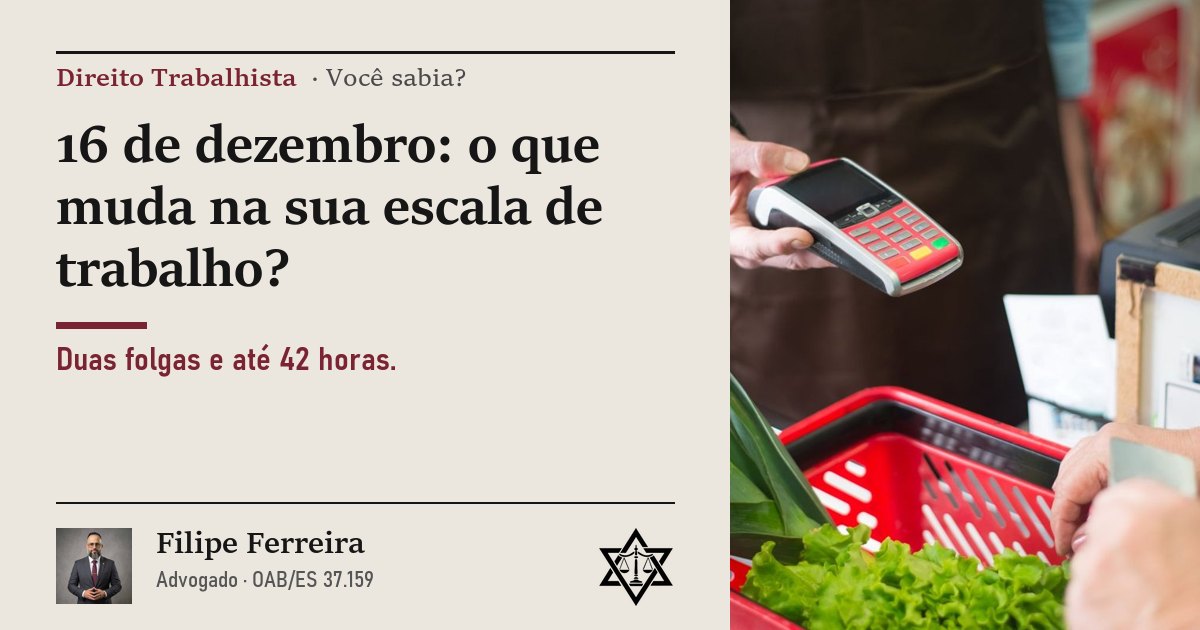 Direito Trabalhista · Você sabia?
16 de dezembro: o que
muda na sua escala de
trabalho?
Duas folgas e até 42 horas.
Filipe Ferreira
Advogado · OAB/ES 37.159